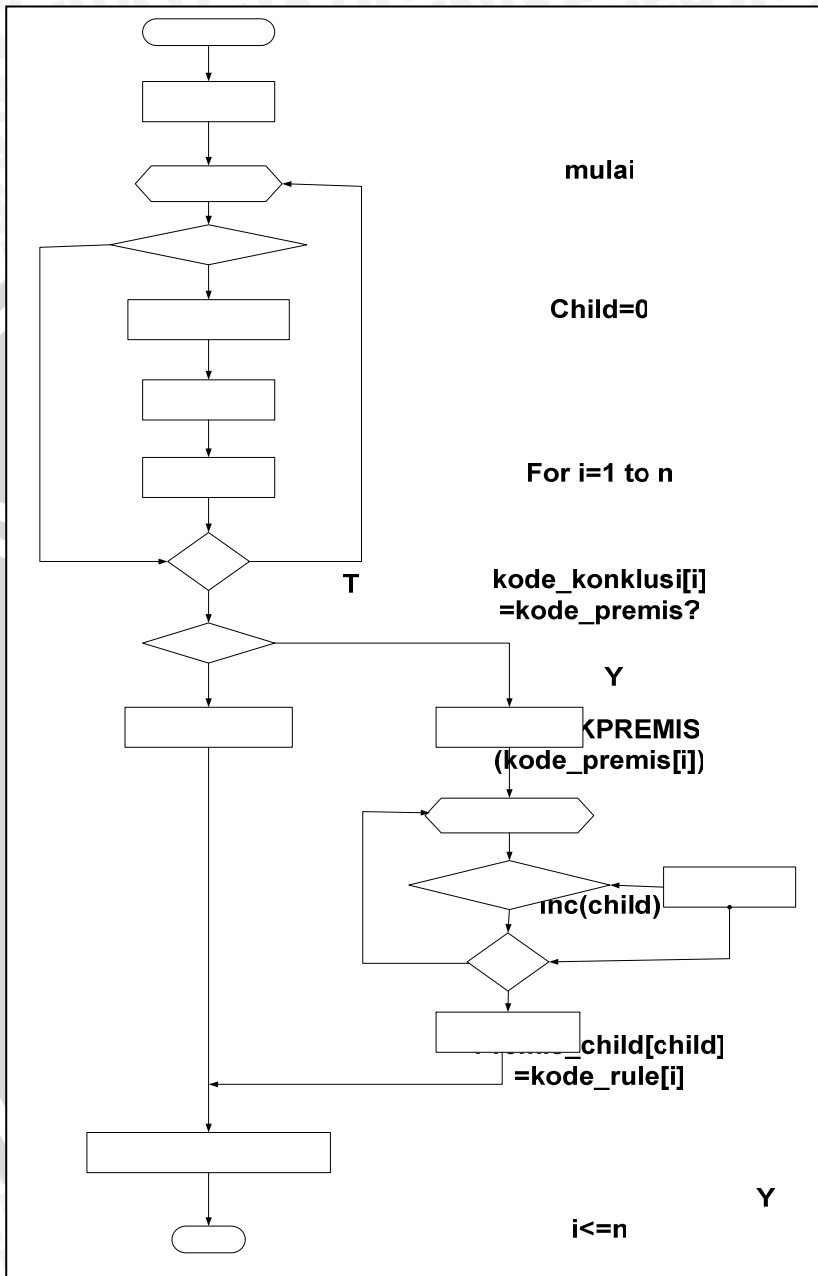 mulai
Child=0
For i=1 to n
T
kode_konklusi[i]
=kode_premis?
Y
KPREMIS
(kode_premis[i])
inc(child)
_child[child]
=kode_rule[i]
Y
i<=n